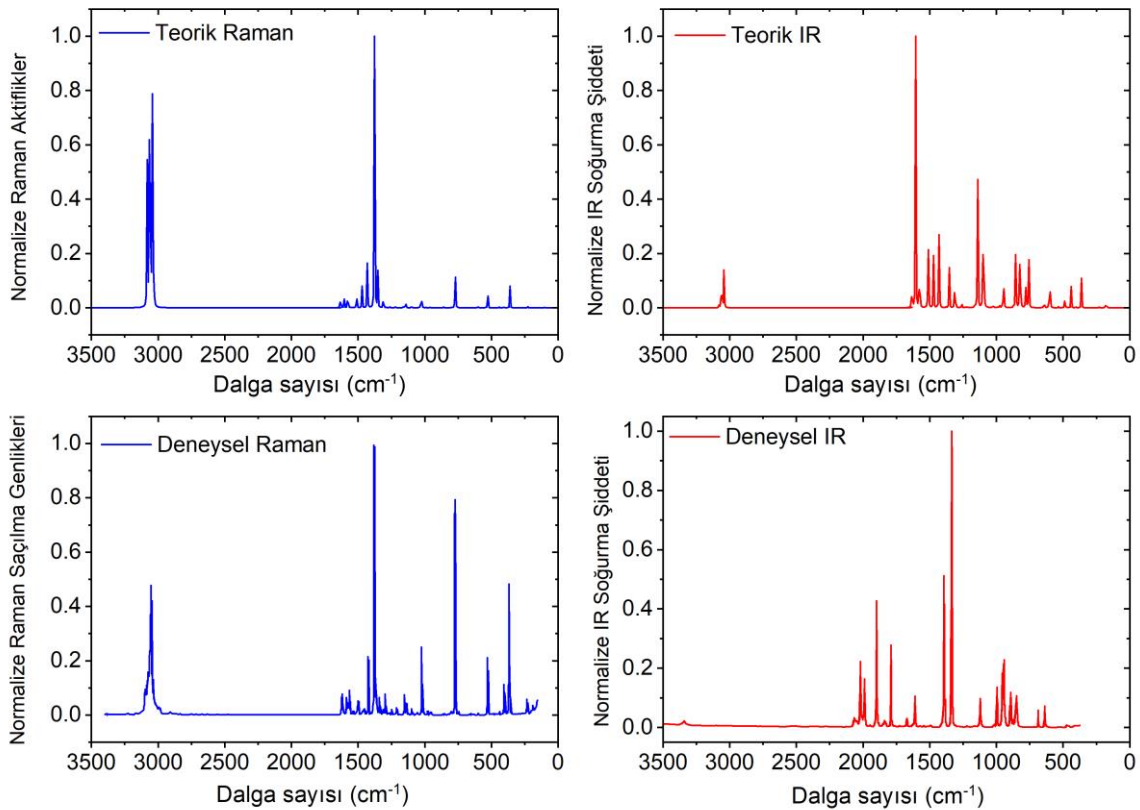 Normalize Raman Aktiflikler
Teorik Raman
1.0
0.8
0.6
0.4
0.2
0.0
3500 3000 2500 2000 1500 1000 500 0
Dalga sayısı (cm⁻¹)
Normalize IR Soğurma Şiddeti
Teorik IR
1.0
0.8
0.6
0.4
0.2
0.0
3500 3000 2500 2000 1500 1000 500 0
Dalga sayısı (cm⁻¹)
Normalize Raman Saçılma Genlikleri
Deneysel Raman
1.0
0.8
0.6
0.4
0.2
0.0
3500 3000 2500 2000 1500 1000 500 0
Dalga sayısı (cm⁻¹)
Normalize IR Soğurma Şiddeti
Deneysel IR
1.0
0.8
0.6
0.4
0.2
0.0
3500 3000 2500 2000 1500 1000 500 0
Dalga sayısı (cm⁻¹)